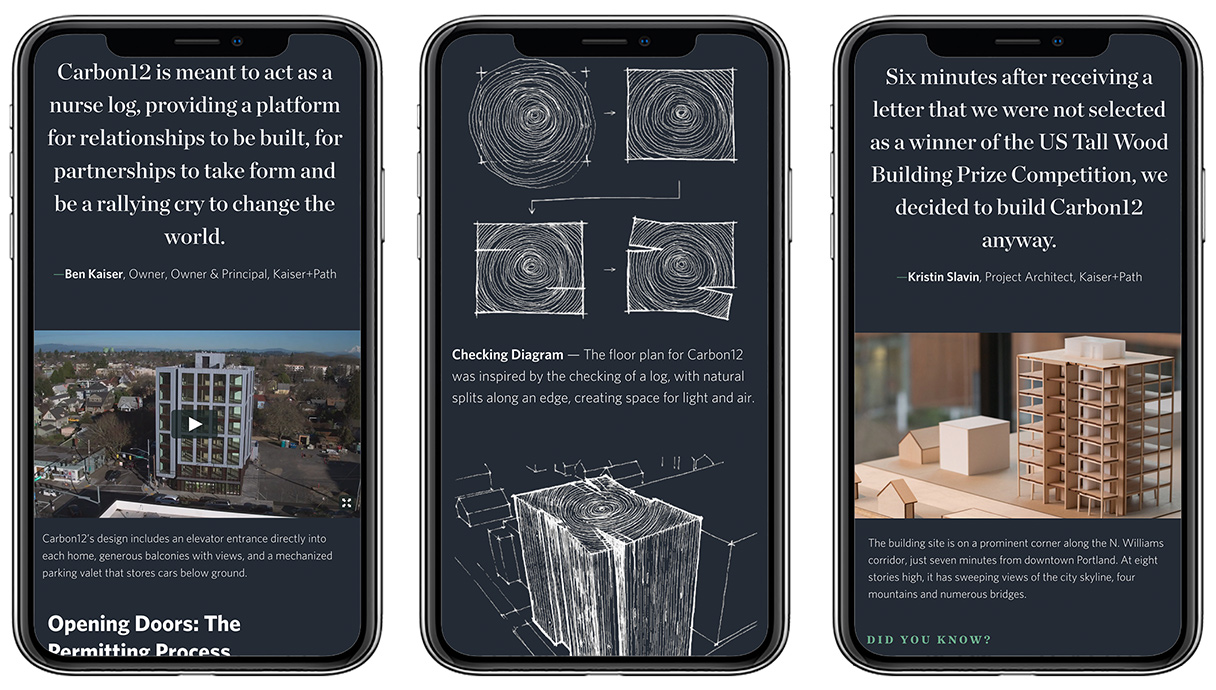 Carbon12 is meant to act as a
nurse log, providing a platform
for relationships to be built, for
partnerships to take form and
be a rallying cry to change the
world.
—Ben Kaiser, Owner, Owner & Principal, Kaiser+Path
Carbon12's design includes an elevator entrance directly into
each home, generous balconies with views, and a mechanized
parking valet that stores cars below ground.
Opening Doors: The
Permitting Process
Checking Diagram — The floor plan for Carbon12
was inspired by the checking of a log, with natural
splits along an edge, creating space for light and air.
Six minutes after receiving a
letter that we were not selected
as a winner of the US Tall Wood
Building Prize Competition, we
decided to build Carbon12
anyway.
—Kristin Slavin, Project Architect, Kaiser+Path
The building site is on a prominent corner along the N. Williams
corridor, just seven minutes from downtown Portland. At eight
stories high, it has sweeping views of the city skyline, four
mountains and numerous bridges.
DID YOU KNOW?